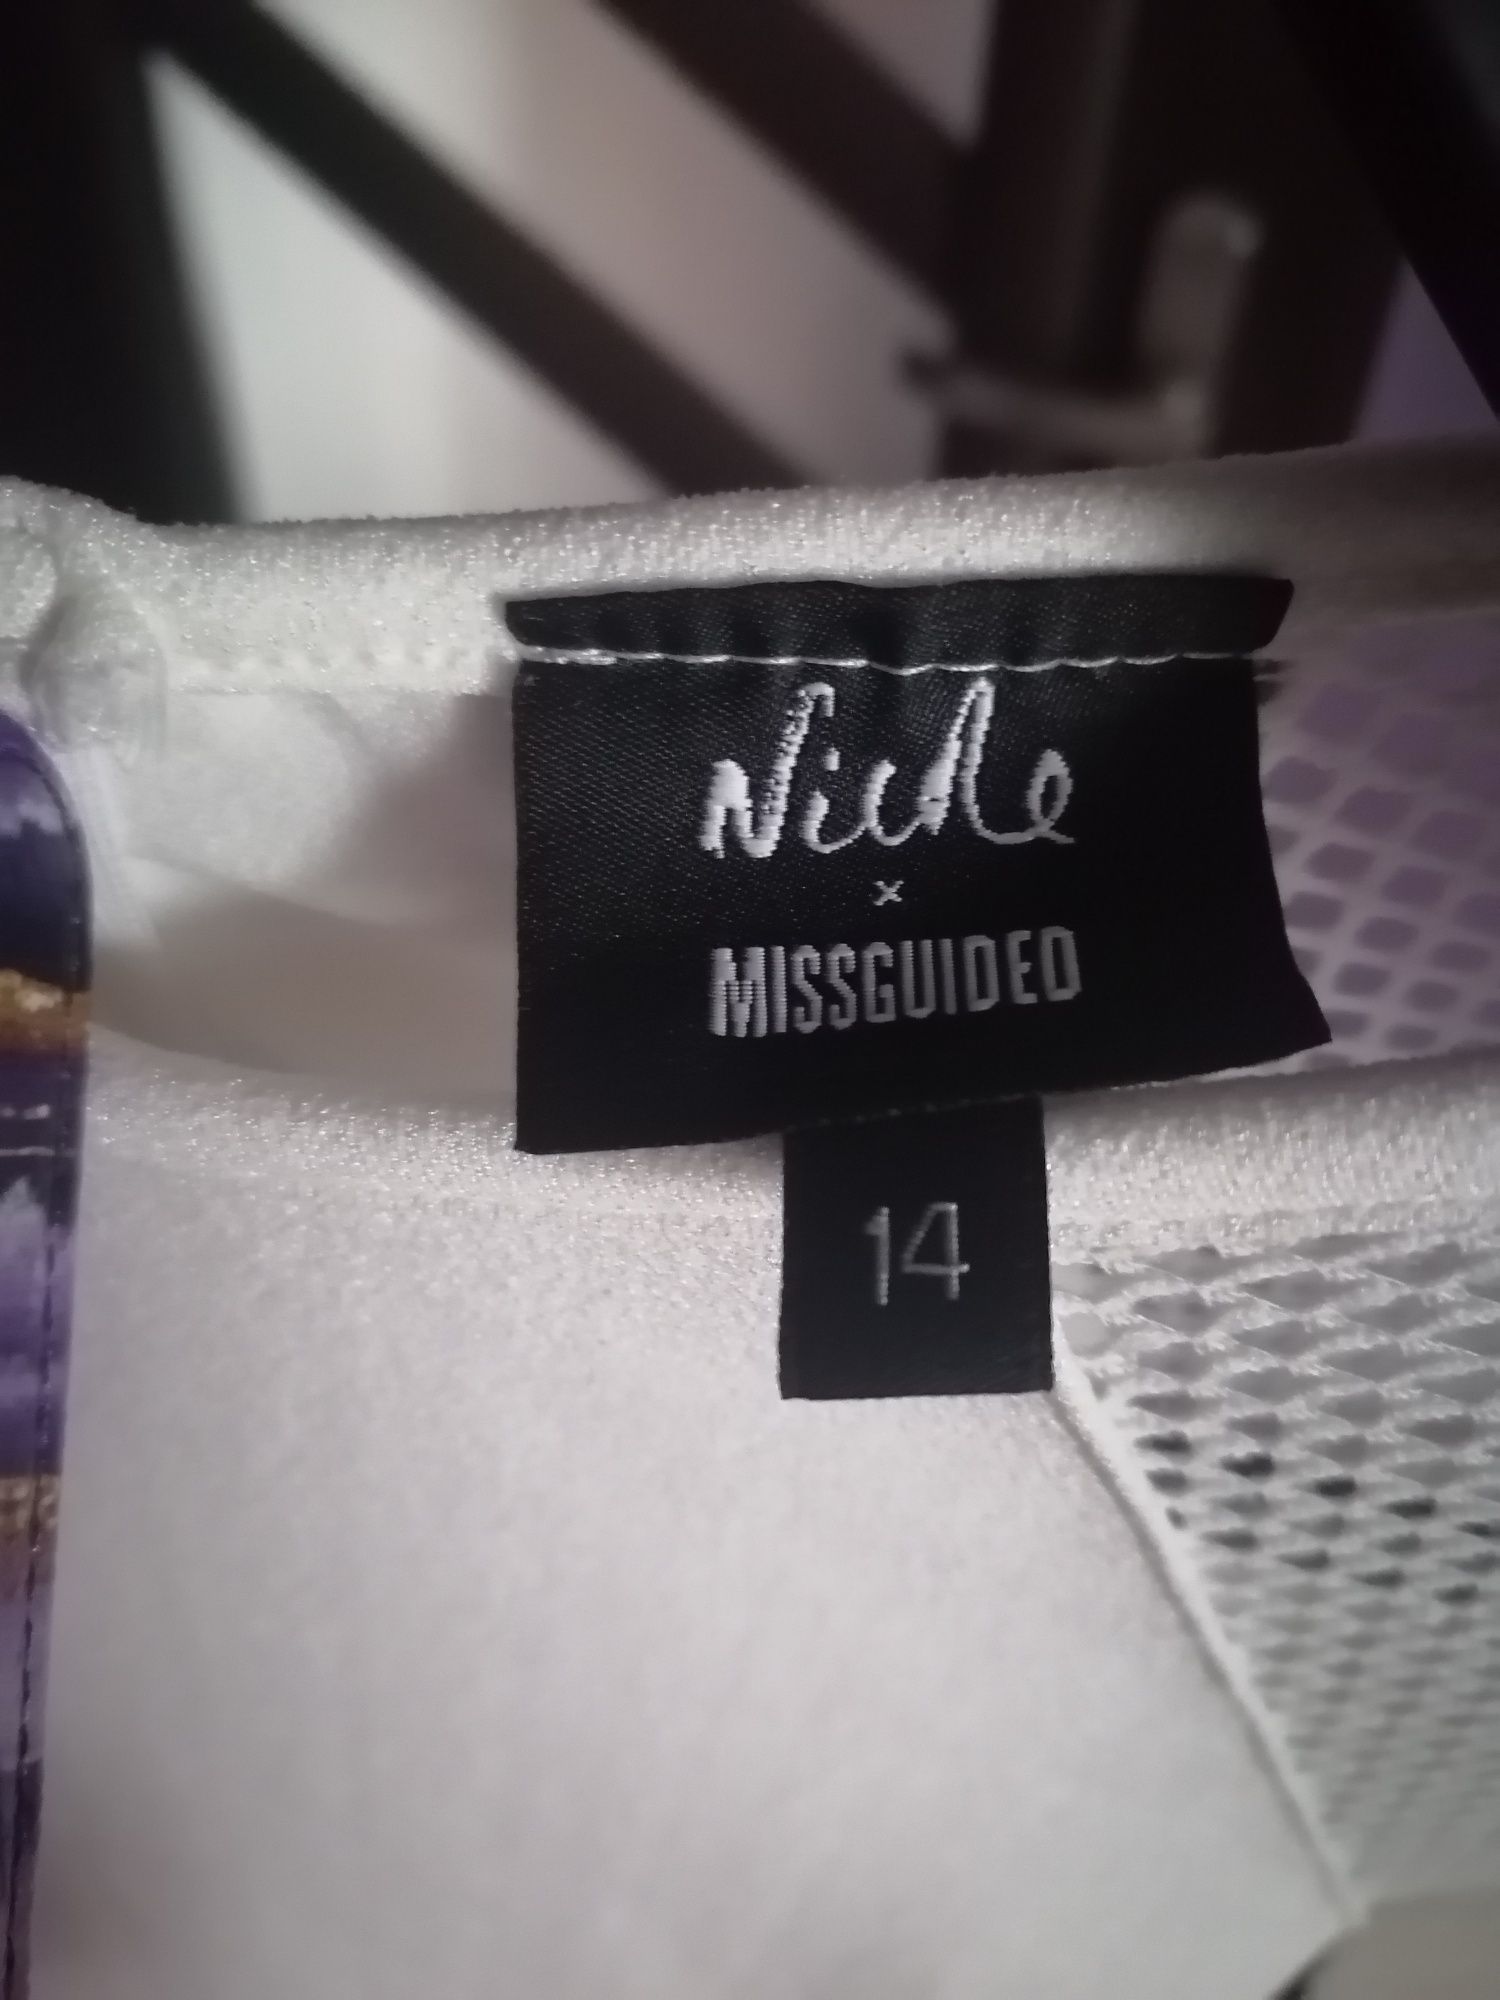 Nicole
x
MISSGUIDED
14